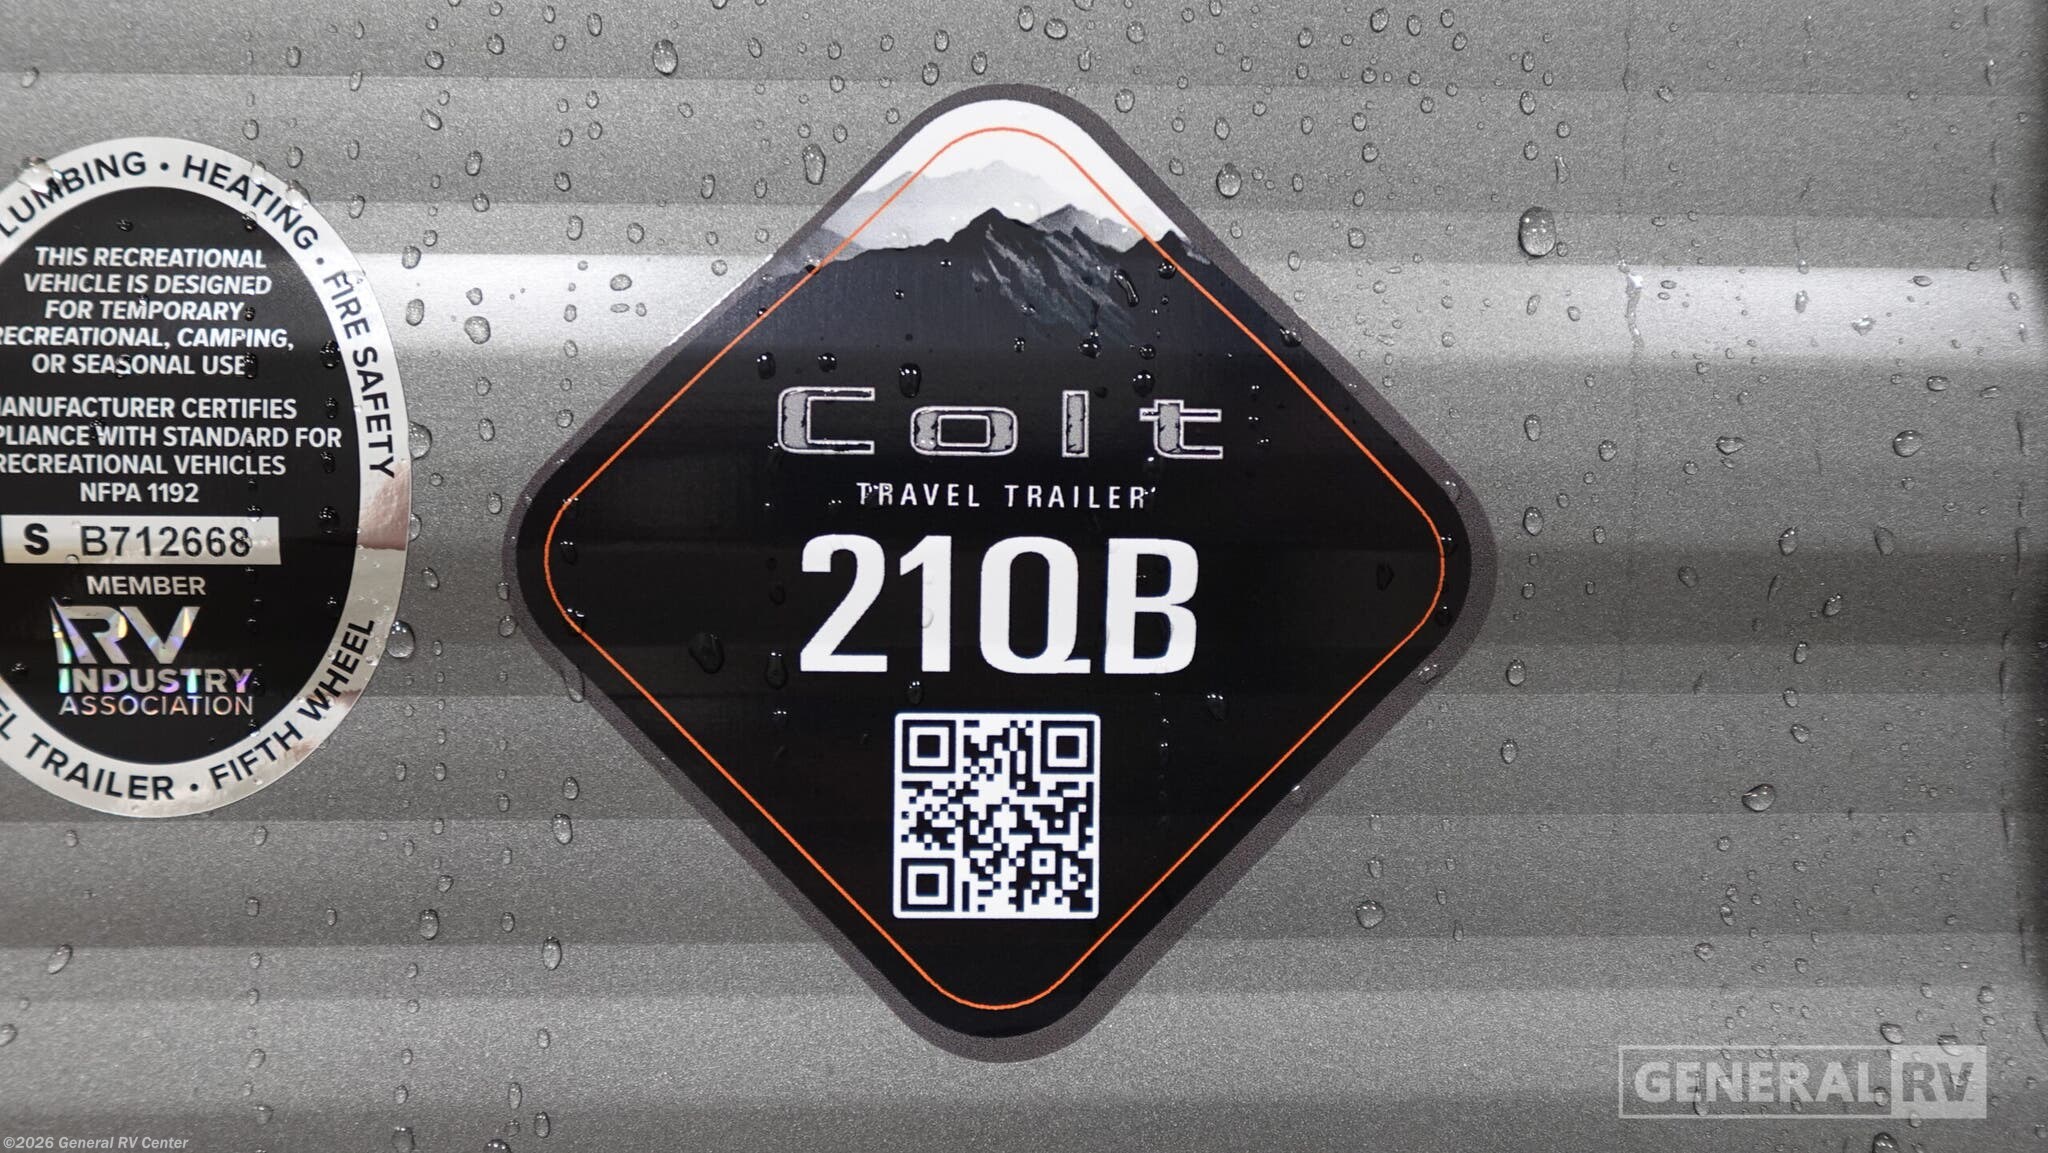 LUMBING • HEATING • FIRE SAFETY
THIS RECREATIONAL
VEHICLE IS DESIGNED
FOR TEMPORARY
RECREATIONAL, CAMPING,
OR SEASONAL USE
MANUFACTURER CERTIFIES
PLIANCE WITH STANDARD FOR
RECREATIONAL VEHICLES
NFPA 1192
S B712668
MEMBER
RV
INDUSTRY
ASSOCIATION
EL TRAILER • FIFTH WHEEL
Colt
TRAVEL TRAILER
21QB
GENERAL RV
©2026 General RV Center